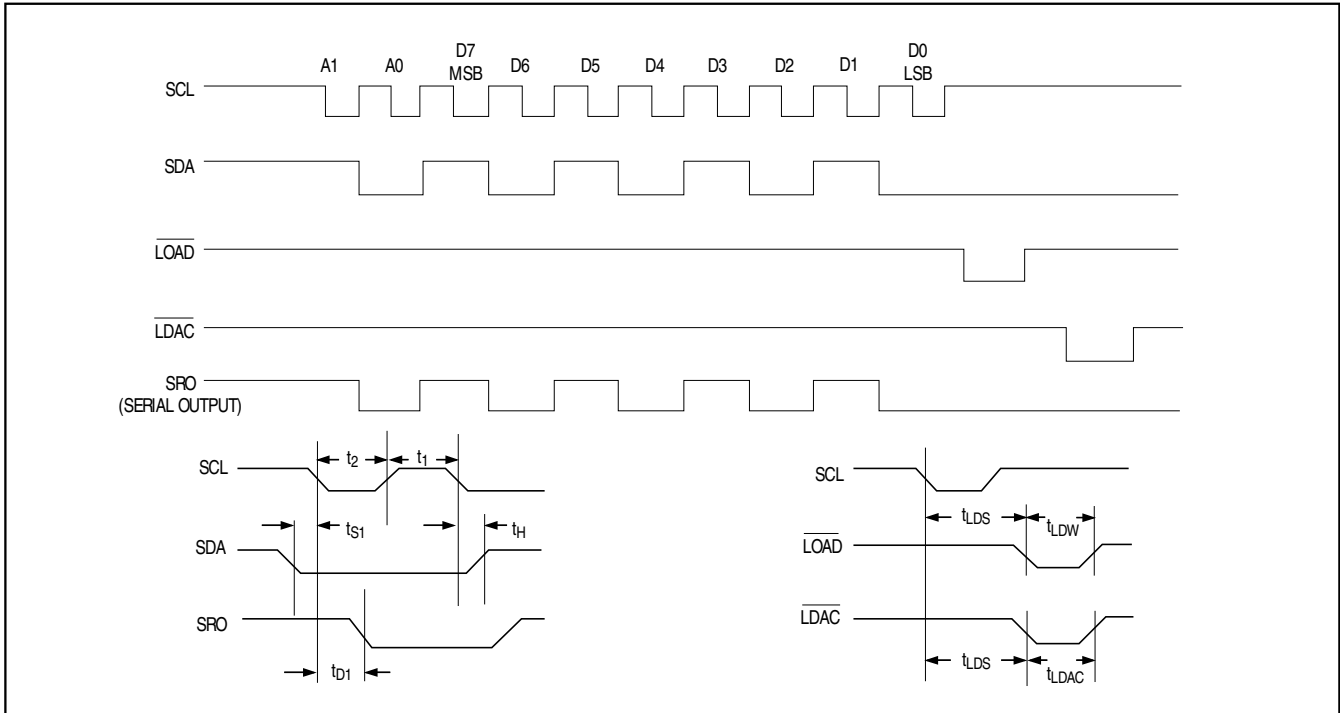 A1 A0 D7 D6 D5 D4 D3 D2 D1 D0
MSB LSB
SCL
SDA
LOAD
LDAC
SRO
(SERIAL OUTPUT)
SCL t2 t1
tS1 tH
SDA
SRO
tD1
SCL
tLDS tLDW
LOAD
LDAC
tLDS tLDAC